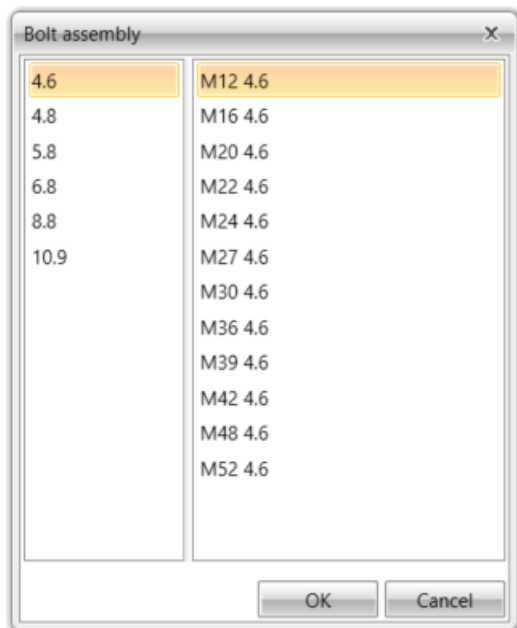 Bolt assembly
4.6
4.8
5.8
6.8
8.8
10.9
M12 4.6
M16 4.6
M20 4.6
M22 4.6
M24 4.6
M27 4.6
M30 4.6
M36 4.6
M39 4.6
M42 4.6
M48 4.6
M52 4.6
OK
Cancel